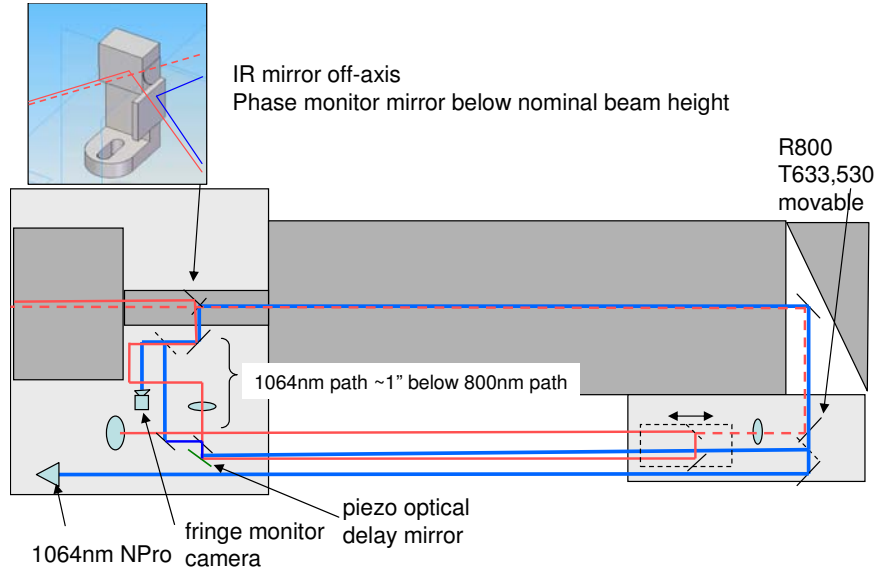 IR mirror off-axis
Phase monitor mirror below nominal beam height
R800
T633,530
movable
1064nm path ~1” below 800nm path
piezo optical
delay mirror
fringe monitor
camera
1064nm NPro